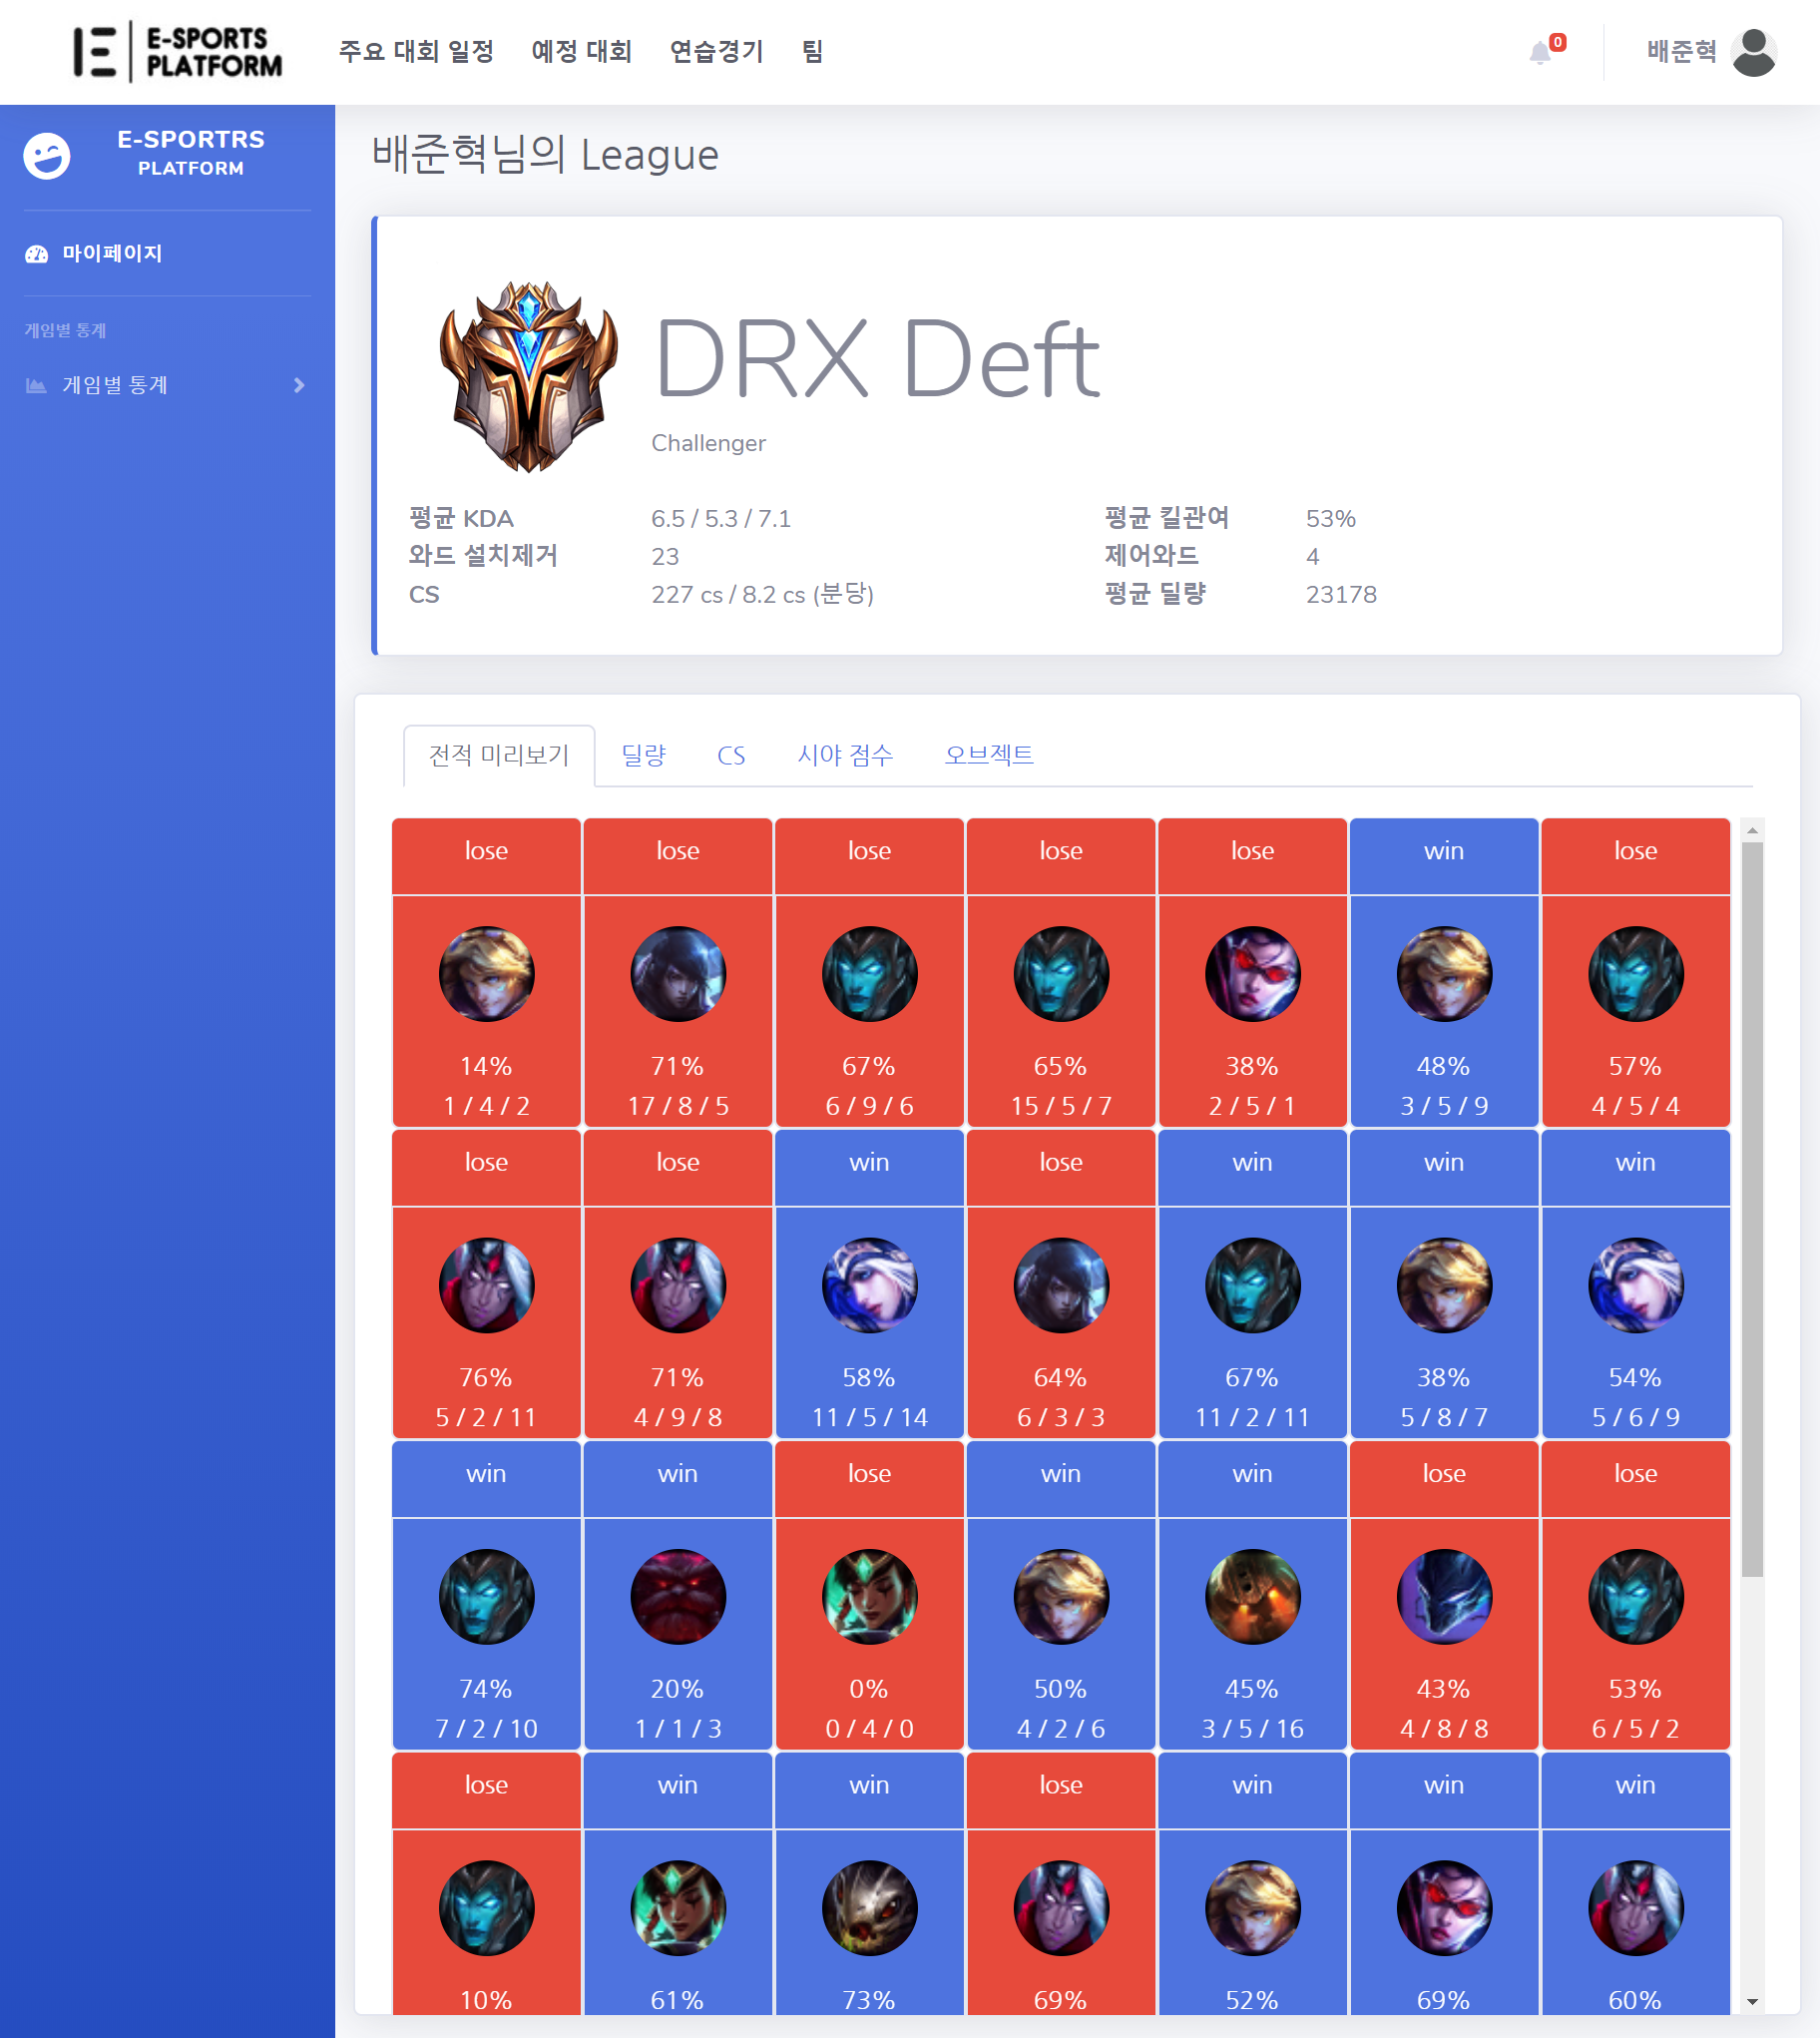 E-SPORTS
PLATFORM
주요 대회 일정 예정 대회 연습경기 팀
0
배준혁
E-SPORTRS
PLATFORM
마이페이지
게임별 통계
게임별 통계
배준혁님의 League
DRX Deft
Challenger
평균 KDA 6.5 / 5.3 / 7.1 평균 킬관여 53%
와드 설치제거 23 제어와드 4
CS 227 cs / 8.2 cs (분당) 평균 딜량 23178
전적 미리보기 딜량 CS 시야 점수 오브젝트
lose lose lose lose lose win lose
14% 71% 67% 65% 38% 48% 57%
1 / 4 / 2 17 / 8 / 5 6 / 9 / 6 15 / 5 / 7 2 / 5 / 1 3 / 5 / 9 4 / 5 / 4
lose lose win lose win win win
76% 71% 58% 64% 67% 38% 54%
5 / 2 / 11 4 / 9 / 8 11 / 5 / 14 6 / 3 / 3 11 / 2 / 11 5 / 8 / 7 5 / 6 / 9
win win lose win win lose lose
74% 20% 0% 50% 45% 43% 53%
7 / 2 / 10 1 / 1 / 3 0 / 4 / 0 4 / 2 / 6 3 / 5 / 16 4 / 8 / 8 6 / 5 / 2
lose win win lose win win win
10% 61% 73% 69% 52% 69% 60%